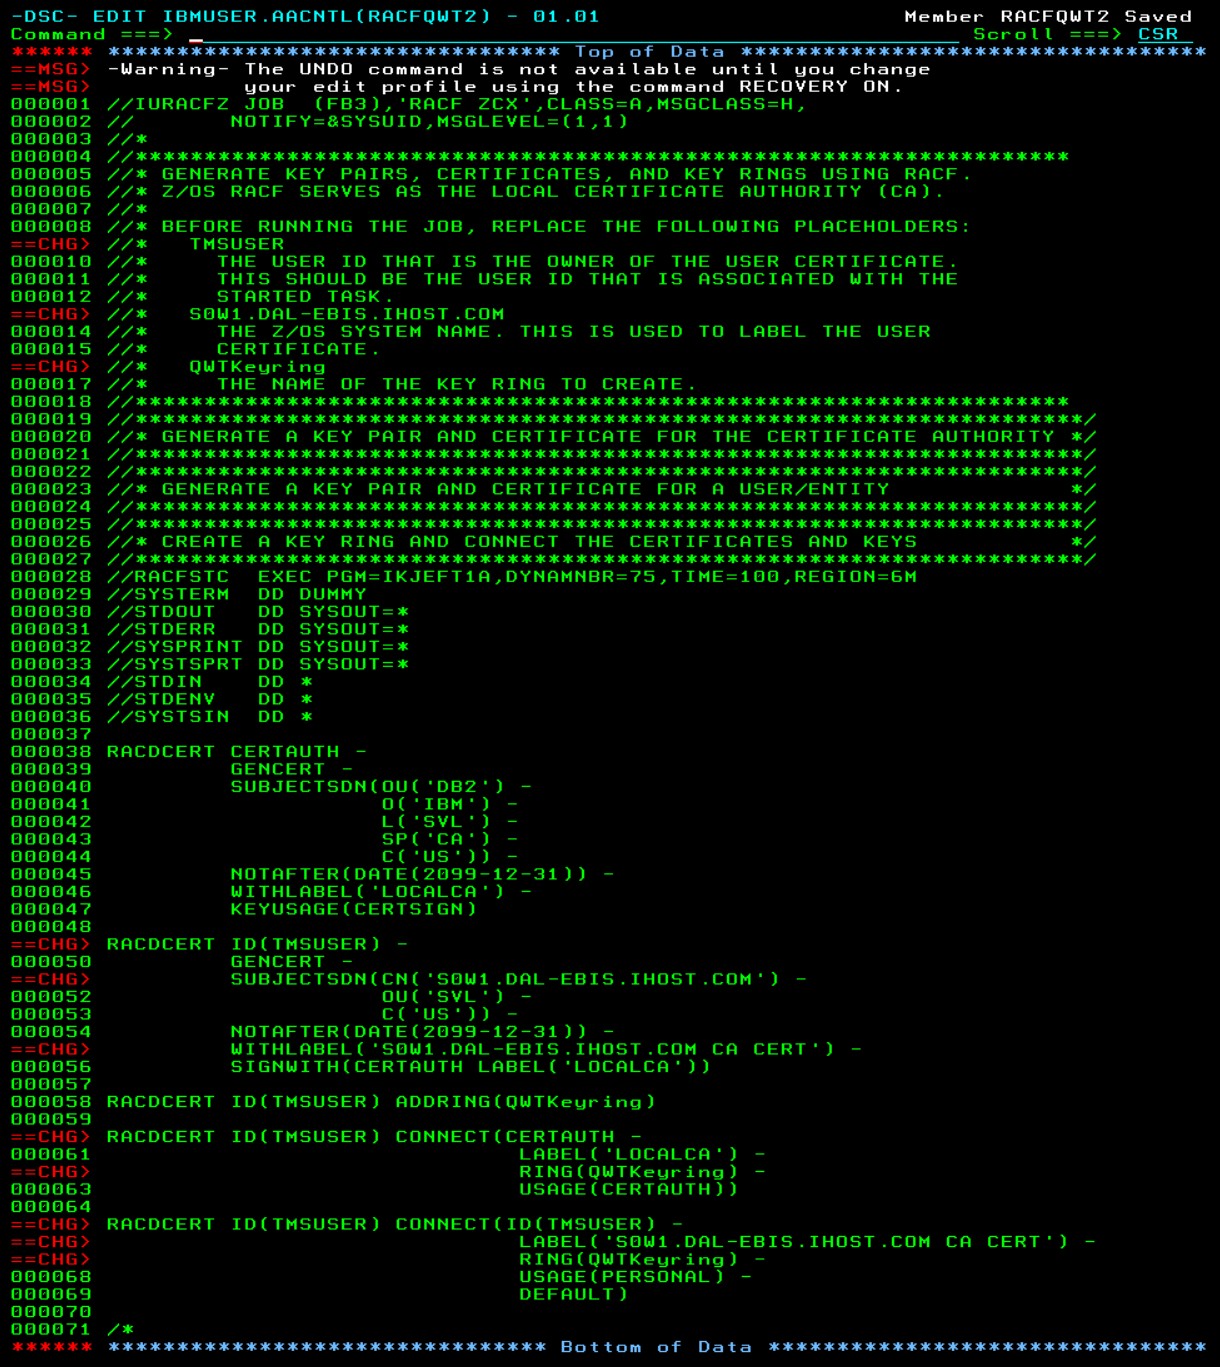 -DSC- EDIT IBMUSER.AACNTL(RACFQWT2) - 01.01                      Member RACFQWT2 Saved
Command ===> _                                                   Scroll ===> CSR
****** ********************************* Top of Data **********************************
==MSG> -Warning- The UNDO command is not available until you change
==MSG>           your edit profile using the command RECOVERY ON.
000001 //IURACFZ JOB  (FB3),'RACF ZCX',CLASS=A,MSGCLASS=H,
000002 //       NOTIFY=&SYSUID,MSGLEVEL=(1,1)
000003 //*
000004 //********************************************************************
000005 //* GENERATE KEY PAIRS, CERTIFICATES, AND KEY RINGS USING RACF.
000006 //* Z/OS RACF SERVES AS THE LOCAL CERTIFICATE AUTHORITY (CA).
000007 //*
000008 //* BEFORE RUNNING THE JOB, REPLACE THE FOLLOWING PLACEHOLDERS:
==CHG> //*   TMSUSER
000010 //*     THE USER ID THAT IS THE OWNER OF THE USER CERTIFICATE.
000011 //*     THIS SHOULD BE THE USER ID THAT IS ASSOCIATED WITH THE
000012 //*     STARTED TASK.
==CHG> //*   S0W1.DAL-EBIS.IHOST.COM
000014 //*     THE Z/OS SYSTEM NAME. THIS IS USED TO LABEL THE USER
000015 //*     CERTIFICATE.
==CHG> //*   QWTKeyring
000017 //*     THE NAME OF THE KEY RING TO CREATE.
000018 //********************************************************************
000019 //*********************************************************************/
000020 //* GENERATE A KEY PAIR AND CERTIFICATE FOR THE CERTIFICATE AUTHORITY */
000021 //*********************************************************************/
000022 //*********************************************************************/
000023 //* GENERATE A KEY PAIR AND CERTIFICATE FOR A USER/ENTITY             */
000024 //*********************************************************************/
000025 //*********************************************************************/
000026 //* CREATE A KEY RING AND CONNECT THE CERTIFICATES AND KEYS           */
000027 //*********************************************************************/
000028 //RACFSTC  EXEC PGM=IKJEFT1A,DYNAMNBR=75,TIME=100,REGION=6M
000029 //SYSTERM  DD DUMMY
000030 //STDOUT   DD SYSOUT=*
000031 //STDERR   DD SYSOUT=*
000032 //SYSPRINT DD SYSOUT=*
000033 //SYSTSPRT DD SYSOUT=*
000034 //STDIN    DD *
000035 //STDENV   DD *
000036 //SYSTSIN  DD *
000037
000038 RACDCERT CERTAUTH -
000039          GENCERT -
000040          SUBJECTSDN(OU('DB2') -
000041                     O('IBM') -
000042                     L('SVL') -
000043                     SP('CA') -
000044                     C('US')) -
000045          NOTAFTER(DATE(2099-12-31)) -
000046          WITHLABEL('LOCALCA') -
000047          KEYUSAGE(CERTSIGN)
000048
==CHG> RACDCERT ID(TMSUSER) -
000050          GENCERT -
==CHG>          SUBJECTSDN(CN('S0W1.DAL-EBIS.IHOST.COM') -
000052                     OU('SVL') -
000053                     C('US')) -
000054          NOTAFTER(DATE(2099-12-31)) -
==CHG>          WITHLABEL('S0W1.DAL-EBIS.IHOST.COM CA CERT') -
000056          SIGNWITH(CERTAUTH LABEL('LOCALCA'))
000057
000058 RACDCERT ID(TMSUSER) ADDRING(QWTKeyring)
000059
==CHG> RACDCERT ID(TMSUSER) CONNECT(CERTAUTH -
000061                               LABEL('LOCALCA') -
==CHG>                               RING(QWTKeyring) -
000063                               USAGE(CERTAUTH))
000064
==CHG> RACDCERT ID(TMSUSER) CONNECT(ID(TMSUSER) -
==CHG>                               LABEL('S0W1.DAL-EBIS.IHOST.COM CA CERT') -
==CHG>                               RING(QWTKeyring) -
000068                               USAGE(PERSONAL) -
000069                               DEFAULT)
000070
000071 /*
****** ******************************** Bottom of Data ********************************